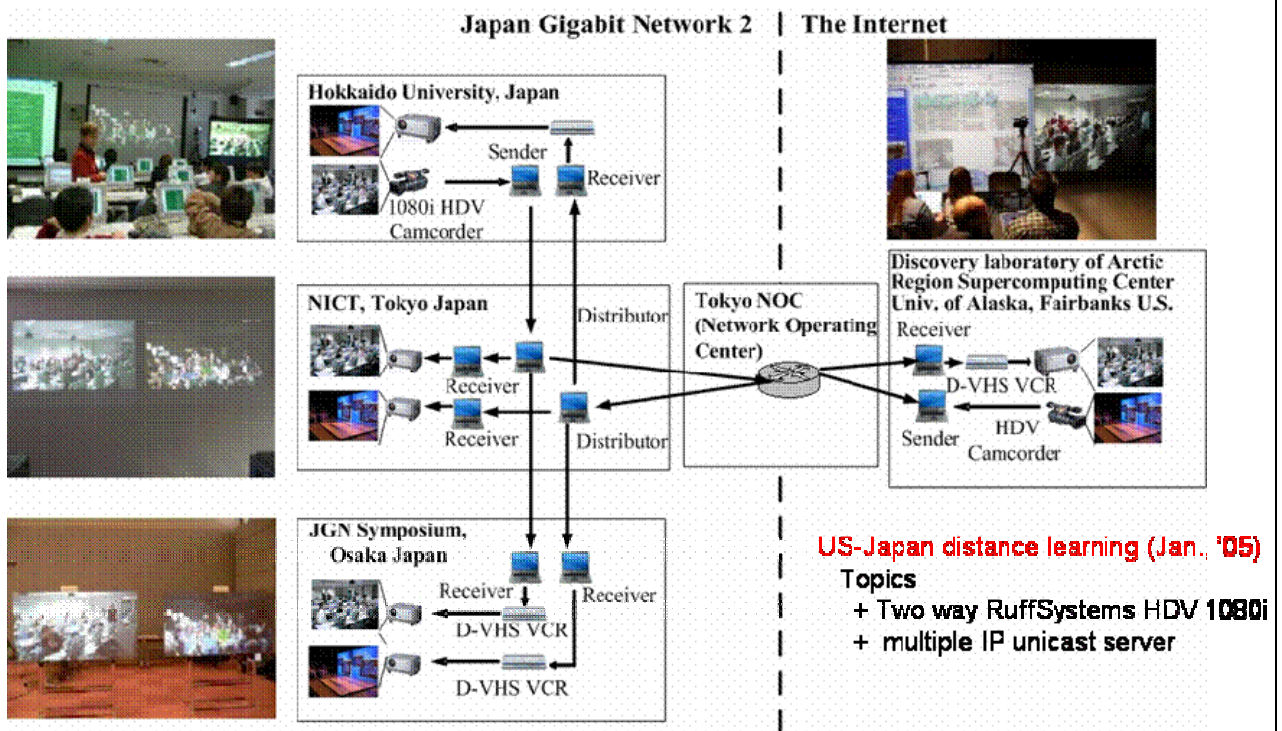 Japan Gigabit Network 2
The Internet
Hokkaido University, Japan
Sender
Receiver
1080i HDV
Camcorder
NICT, Tokyo Japan
Distributor
Receiver
Receiver
Distributor
Tokyo NOC
(Network Operating
Center)
Discovery laboratory of Arctic
Region Supercomputing Center
Univ. of Alaska, Fairbanks U.S.
Receiver
D-VHS VCR
Sender
HDV
Camcorder
JGN Symposium,
Osaka Japan
Receiver
Receiver
D-VHS VCR
D-VHS VCR
US-Japan distance learning (Jan., '05)
Topics
+ Two way RuffSystems HDV 1080i
+ multiple IP unicast server